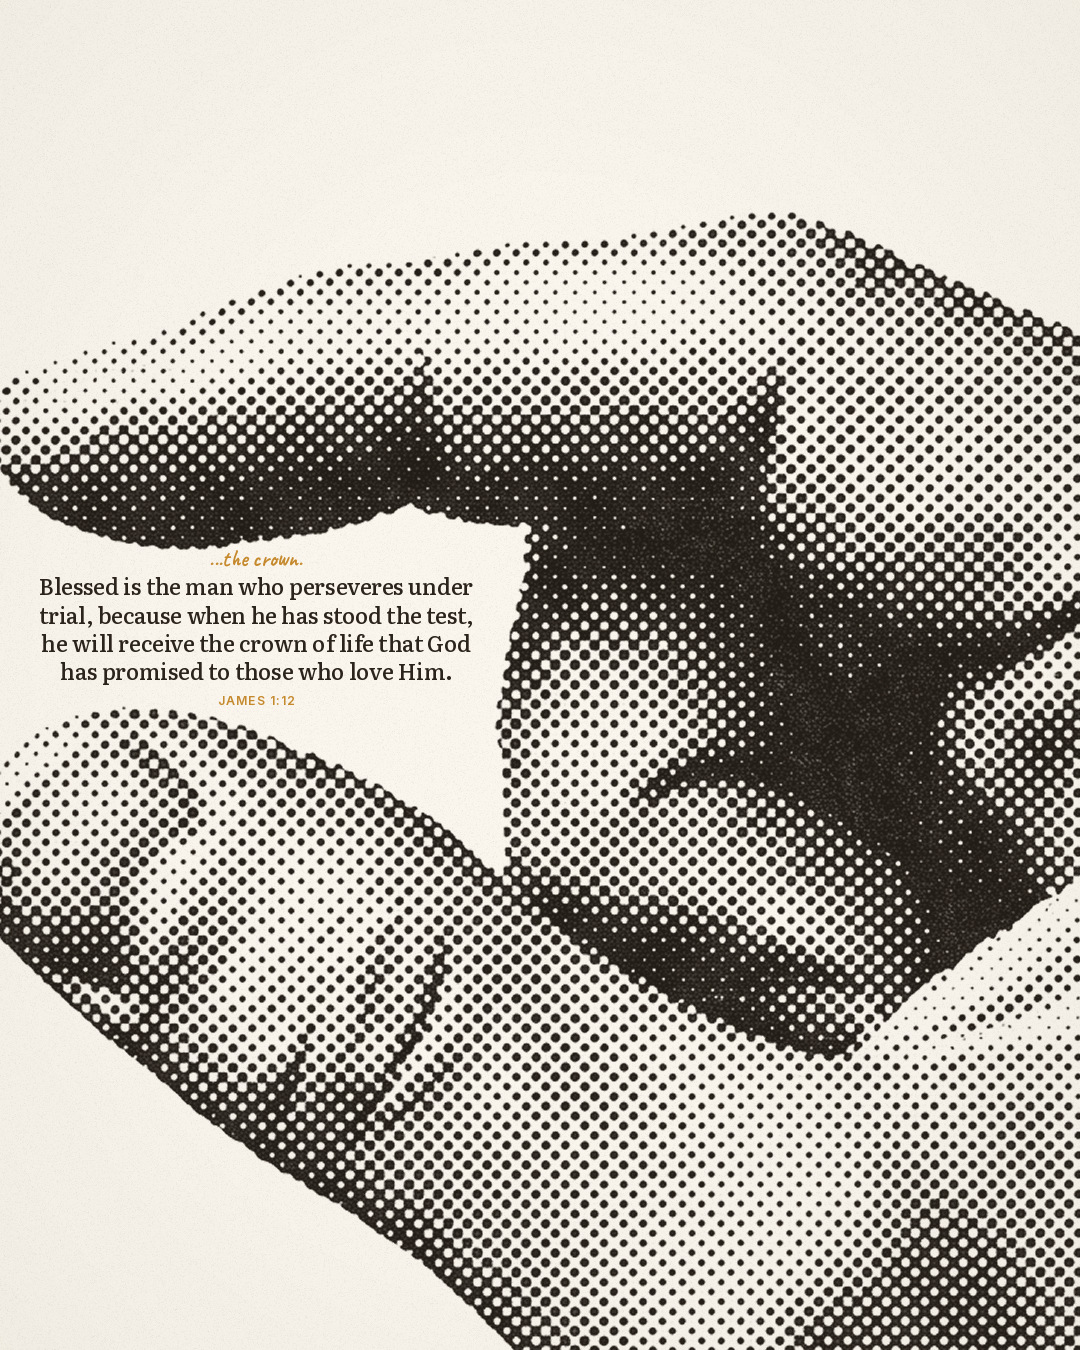 ...the crown.
Blessed is the man who perseveres under
trial, because when he has stood the test,
he will receive the crown of life that God
has promised to those who love Him.
JAMES 1:12